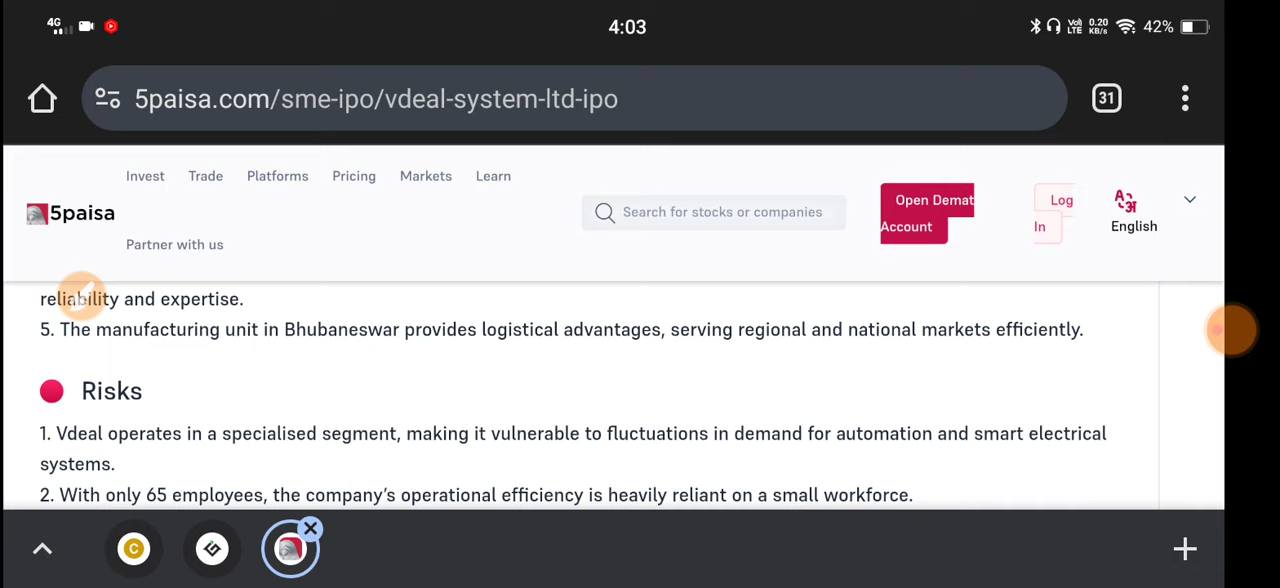 4G 4:03 VoI) LTE 0.20 KB/s 42%
5paisa.com/sme-ipo/vdeal-system-ltd-ipo 31
Invest Trade Platforms Pricing Markets Learn
5paisa
Search for stocks or companies
Open Demat
Account
Log
In
English
Partner with us
reliability and expertise.
5. The manufacturing unit in Bhubaneswar provides logistical advantages, serving regional and national markets efficiently.
Risks
1. Vdeal operates in a specialised segment, making it vulnerable to fluctuations in demand for automation and smart electrical
systems.
2. With only 65 employees, the company's operational efficiency is heavily reliant on a small workforce.